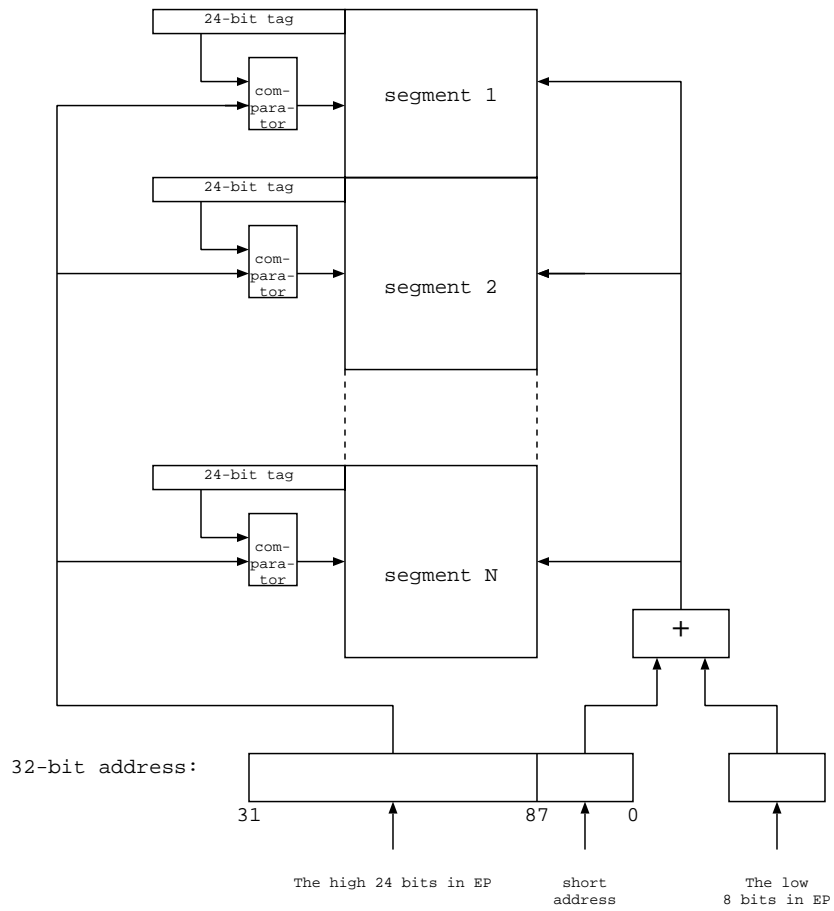 24-bit tag
com-
para-
tor
segment 1
24-bit tag
com-
para-
tor
segment 2
24-bit tag
com-
para-
tor
segment N
+
32-bit address:
31
87
0
The high 24 bits in EP
short
address
The low
8 bits in EP